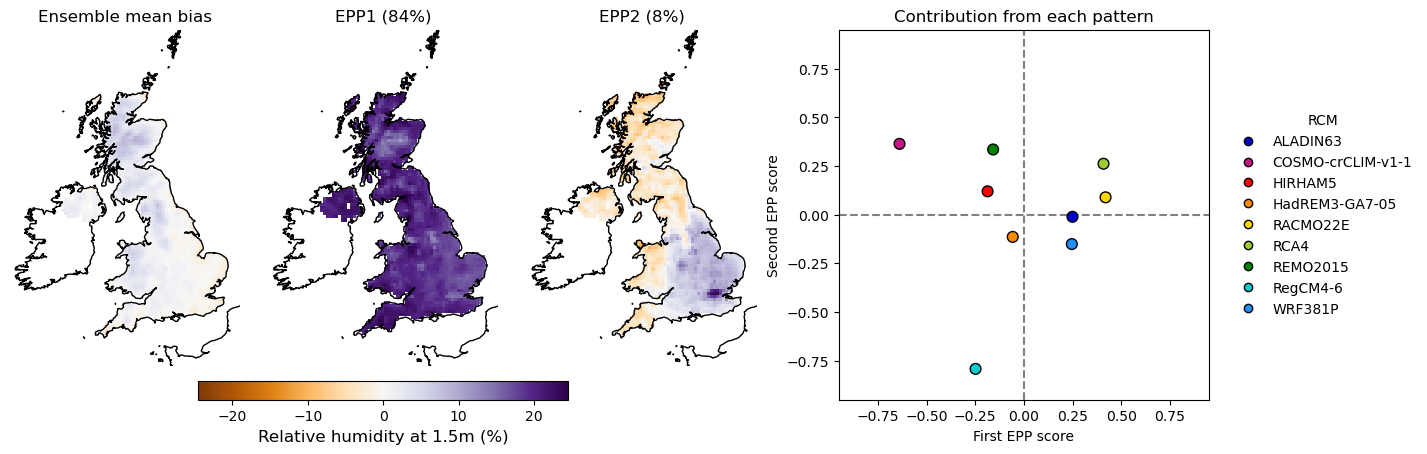 Ensemble mean bias
EPP1 (84%)
EPP2 (8%)
−20
−10
0
10
20
Relative humidity at 1.5m (%)
Contribution from each pattern
Second EPP score
0.75
0.50
0.25
0.00
−0.25
−0.50
−0.75
−0.75
−0.50
−0.25
0.00
0.25
0.50
0.75
First EPP score
RCM
ALADIN63
COSMO-crCLIM-v1-1
HIRHAM5
HadREM3-GA7-05
RACMO22E
RCA4
REMO2015
RegCM4-6
WRF381P